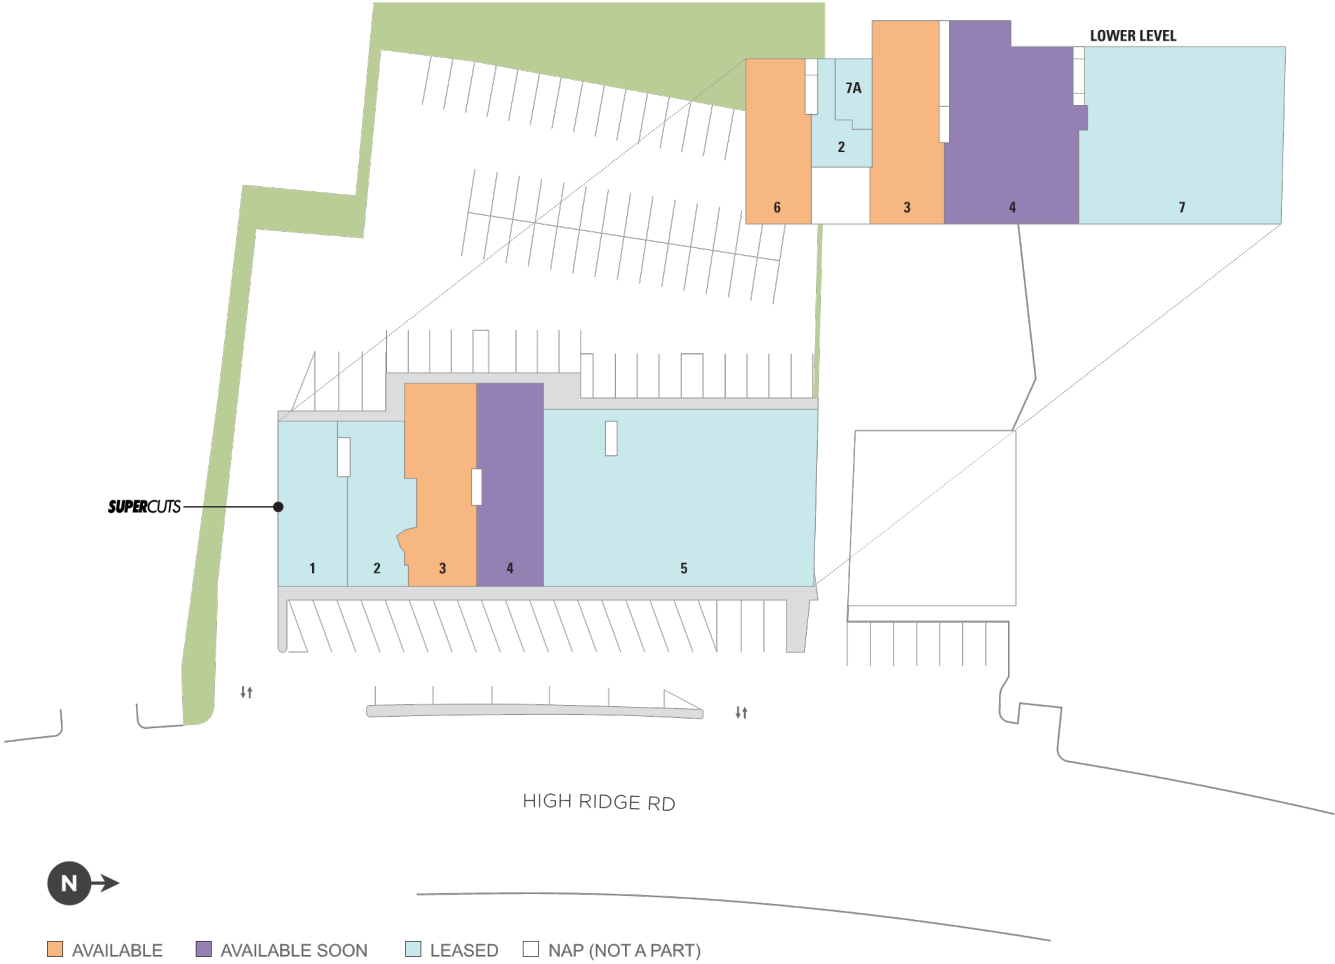 LOWER LEVEL
7A
2
6
3
4
7
SUPERCUTS
1
2
3
4
5
HIGH RIDGE RD
N
AVAILABLE
AVAILABLE SOON
LEASED
NAP (NOT A PART)